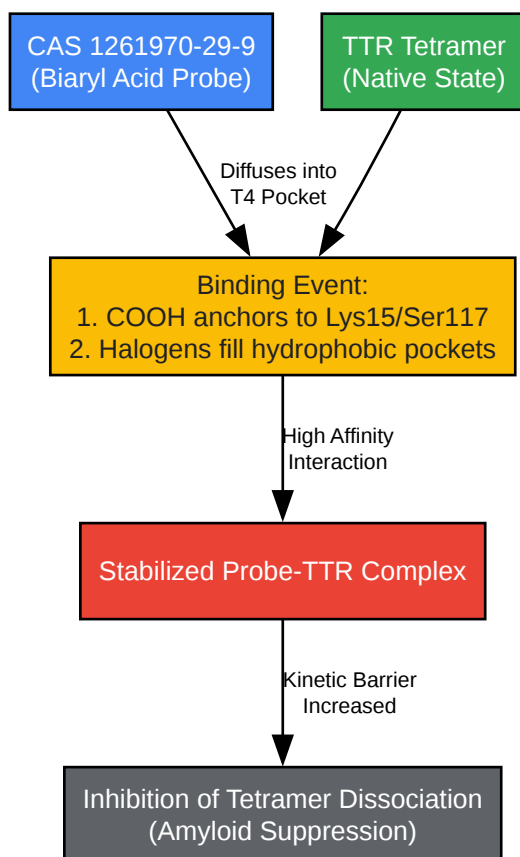 CAS 1261970-29-9
(Biaryl Acid Probe)
TTR Tetramer
(Native State)
Diffuses into
T4 Pocket
Binding Event:
1. COOH anchors to Lys15/Ser117
2. Halogens fill hydrophobic pockets
High Affinity
Interaction
Stabilized Probe-TTR Complex
Kinetic Barrier
Increased
Inhibition of Tetramer Dissociation
(Amyloid Suppression)